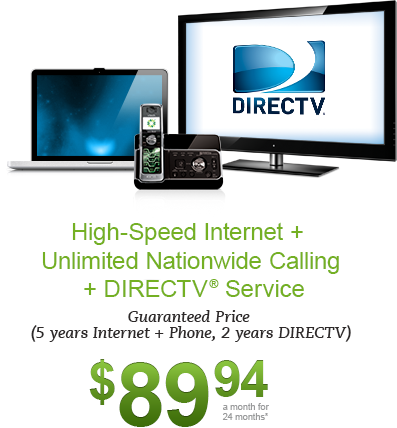 DIRECTV
High-Speed Internet +
Unlimited Nationwide Calling
+ DIRECTV® Service
Guaranteed Price
(5 years Internet + Phone, 2 years DIRECTV)
$89.94
a month for
24 months*